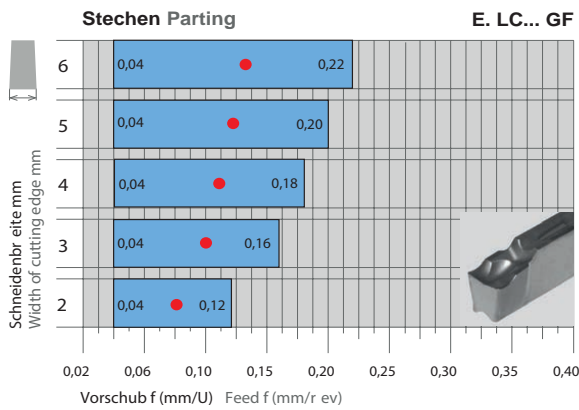 Stechen Parting E. LC... GF
6 0,04 0,22
5 0,04 0,20
4 0,04 0,18
3 0,04 0,16
2 0,04 0,12
Schneidenbr eite mm
Width of cutting edge mm
0,02 0,06 0,10 0,15 0,20 0,25 0,30 0,35 0,40
Vorschub f (mm/U) Feed f (mm/r ev)